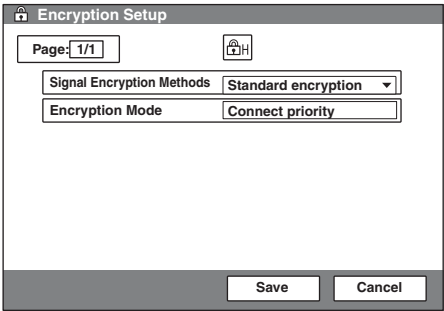 Encryption Setup
Page: 1/1
H
Signal Encryption Methods Standard encryption
Encryption Mode Connect priority
Save Cancel